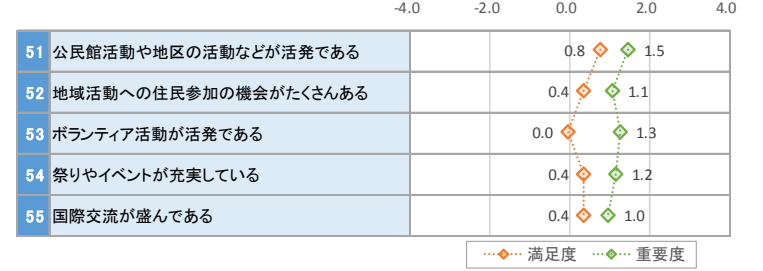 -4.0 -2.0 0.0 2.0 4.0
51 公民館活動や地区の活動などが活発である 0.8 1.5
52 地域活動への住民参加の機会がたくさんある 0.4 1.1
53 ボランティア活動が活発である 0.0 1.3
54 祭りやイベントが充実している 0.4 1.2
55 国際交流が盛んである 0.4 1.0
満足度 重要度